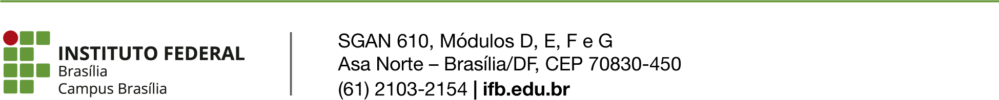 INSTITUTO FEDERAL
Brasília
Campus Brasília
SGAN 610, Módulos D, E, F e G
Asa Norte – Brasília/DF, CEP 70830-450
(61) 2103-2154 | ifb.edu.br